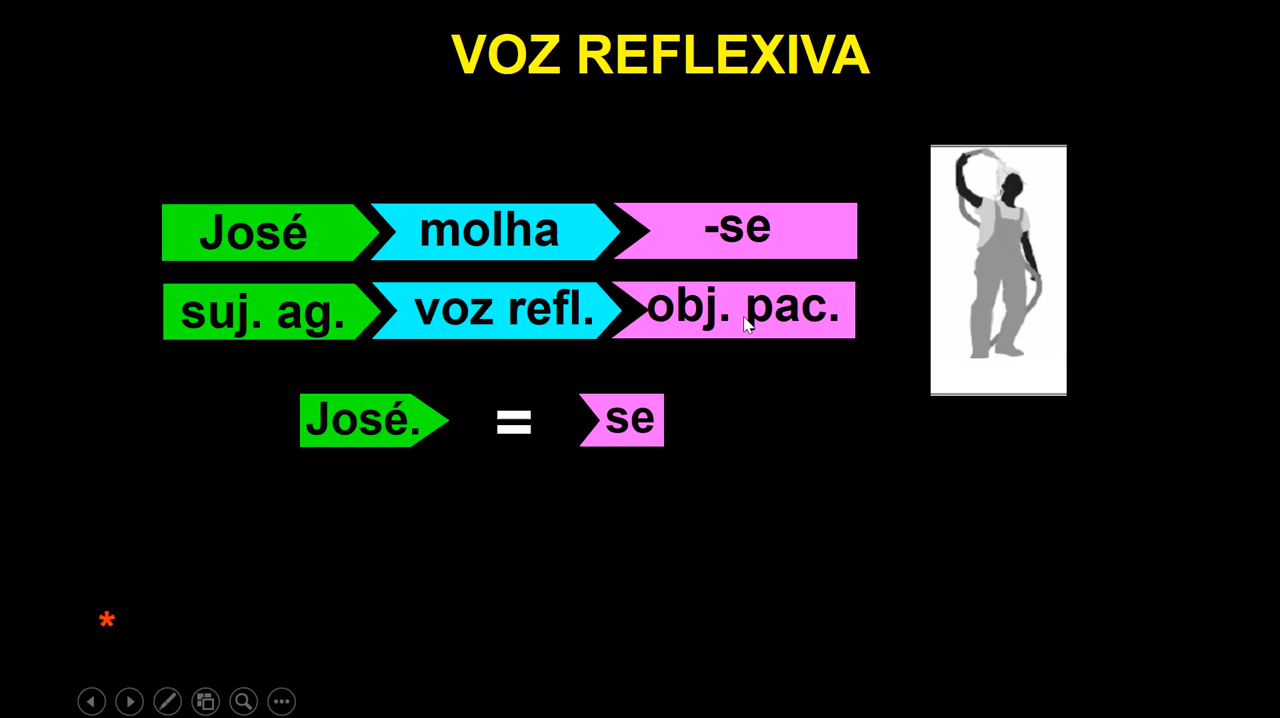 VOZ REFLEXIVA
José molha -se
suj. ag. voz refl. obj. pac.
José. = se
*